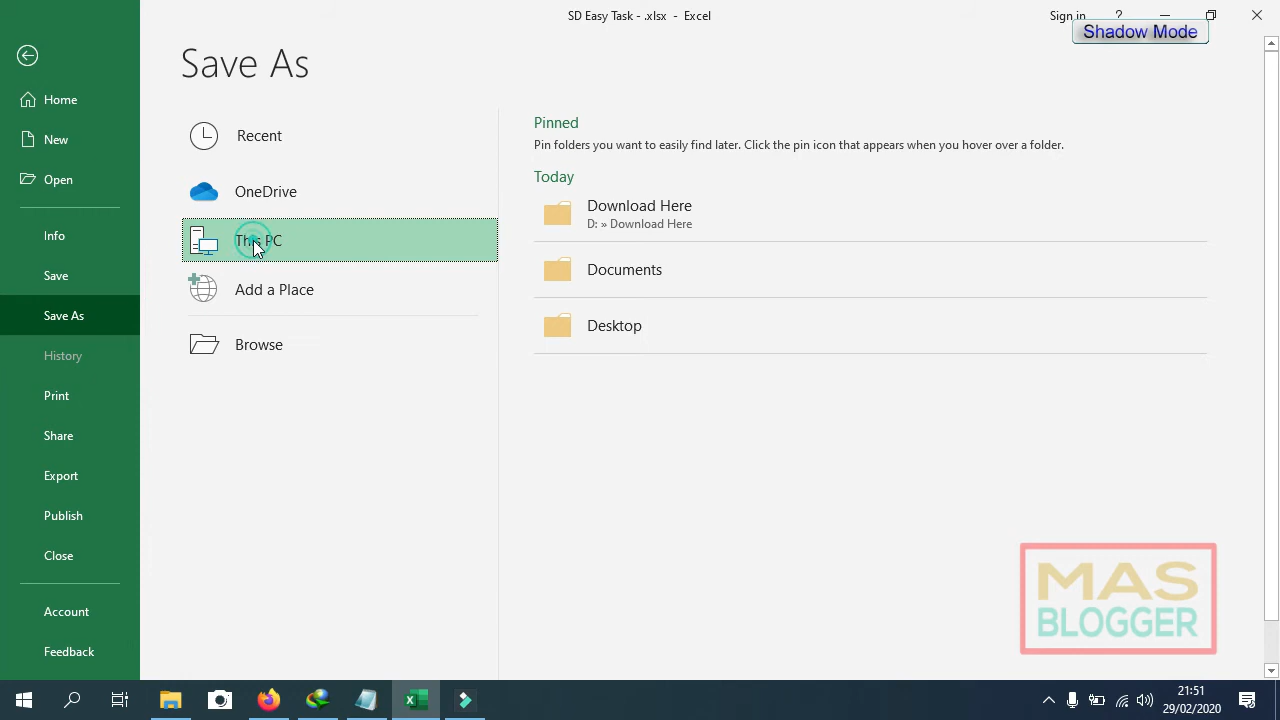 SD Easy Task - .xlsx - Excel
Sign in
?
Shadow Mode
Save As
Home
New
Open
Info
Save
Save As
History
Print
Share
Export
Publish
Close
Account
Feedback
Recent
OneDrive
This PC
Add a Place
Browse
Pinned
Pin folders you want to easily find later. Click the pin icon that appears when you hover over a folder.
Today
Download Here
D: » Download Here
Documents
Desktop
MAS
BLOGGER
21:51
29/02/2020